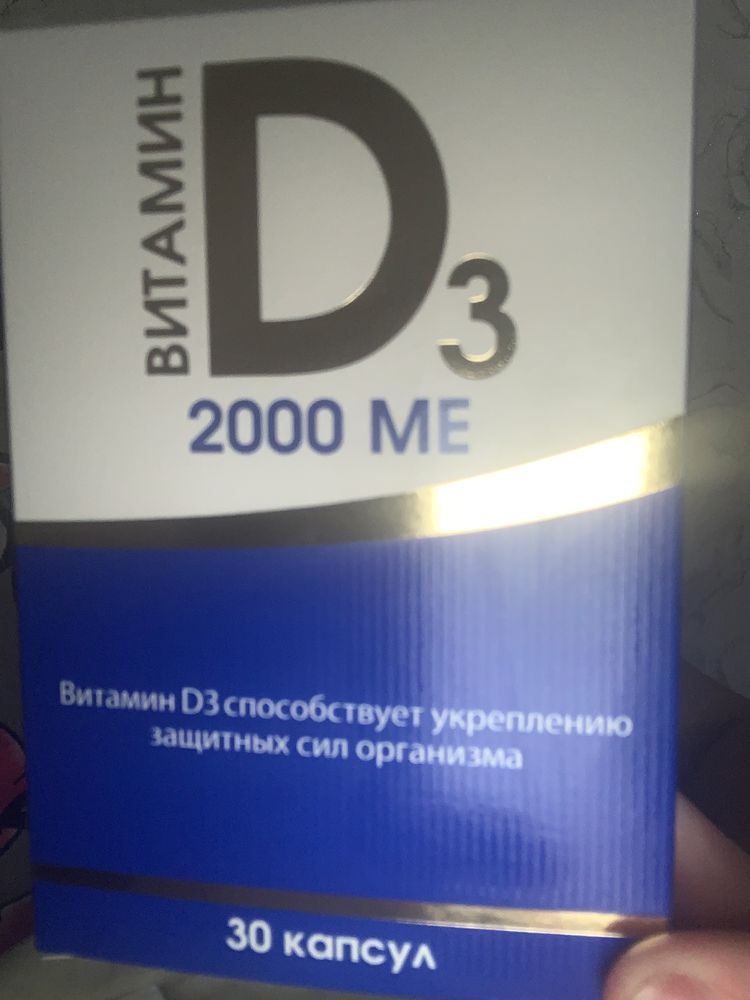 ВИТАМИН
D3
2000 МЕ
Витамин D3 способствует укреплению
защитных сил организма
30 капсул